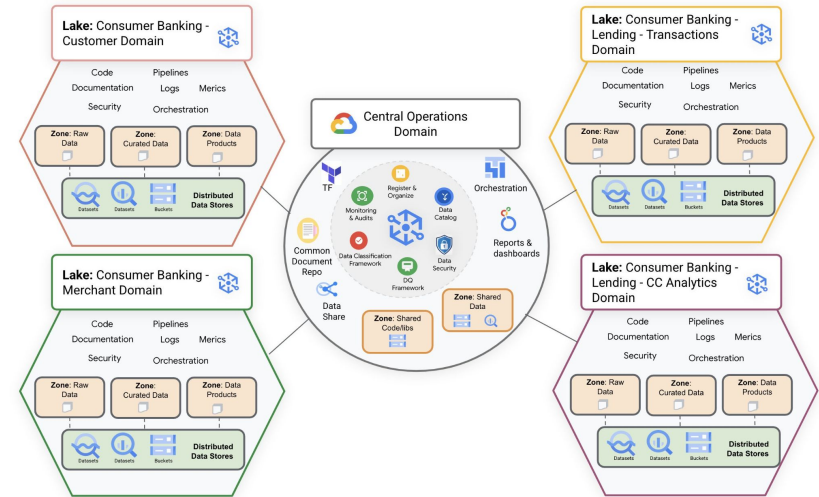 Lake: Consumer Banking -
Customer Domain
Code
Pipelines
Documentation
Logs
Merics
Security
Orchestration
Zone: Raw
Data
Zone:
Curated Data
Zone: Data
Products
Datasets
Datasets
Buckets
Distributed
Data Stores
Lake: Consumer Banking -
Lending - Transactions
Domain
Code
Pipelines
Documentation
Logs
Merics
Security
Orchestration
Zone: Raw
Data
Zone:
Curated Data
Zone: Data
Products
Datasets
Datasets
Buckets
Distributed
Data Stores
Central Operations
Domain
TF
Register &
Organize
Orchestration
Monitoring
& Audits
Data
Catalog
Common
Document
Repo
Data Classification
Framework
Data
Security
Reports &
dashboards
DQ
Framework
Data
Share
Zone: Shared
Code/libs
Zone: Shared
Data
Lake: Consumer Banking -
Merchant Domain
Code
Pipelines
Documentation
Logs
Merics
Security
Orchestration
Zone: Raw
Data
Zone:
Curated Data
Zone: Data
Products
Datasets
Datasets
Buckets
Distributed
Data Stores
Lake: Consumer Banking -
Lending - CC Analytics
Domain
Code
Pipelines
Documentation
Logs
Merics
Security
Orchestration
Zone: Raw
Data
Zone:
Curated Data
Zone: Data
Products
Datasets
Datasets
Buckets
Distributed
Data Stores